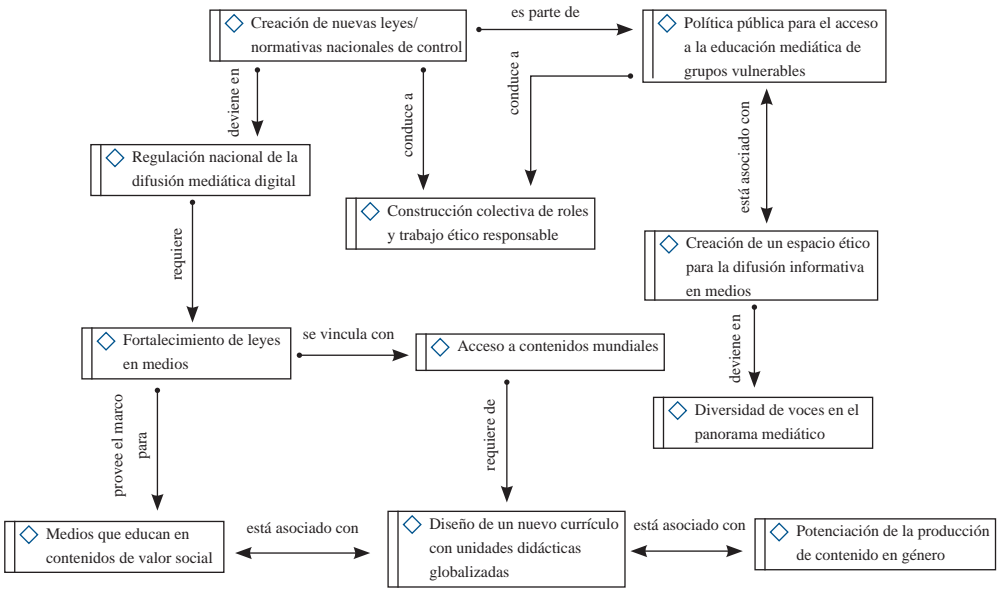 Creación de nuevas leyes/
normativas nacionales de control
es parte de
Política pública para el acceso
a la educación mediática de
grupos vulnerables
deviene en
conduce a
conduce a
está asociado con
Regulación nacional de la
difusión mediática digital
Construcción colectiva de roles
y trabajo ético responsable
requiere
Creación de un espacio ético
para la difusión informativa
en medios
Fortalecimiento de leyes
en medios
se vincula con
Acceso a contenidos mundiales
deviene en
Diversidad de voces en el
panorama mediático
provee el marco
para
requiere de
Medios que educan en
contenidos de valor social
está asociado con
Diseño de un nuevo currículo
con unidades didácticas
globalizadas
está asociado con
Potenciación de la producción
de contenido en género